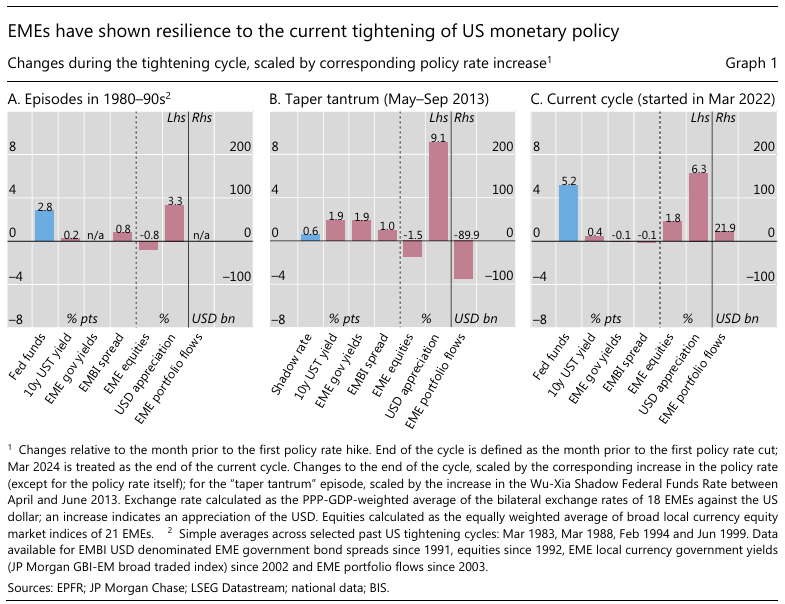 EMEs have shown resilience to the current tightening of US monetary policy
Changes during the tightening cycle, scaled by corresponding policy rate increase¹ Graph 1
A. Episodes in 1980–90s² B. Taper tantrum (May–Sep 2013) C. Current cycle (started in Mar 2022)
Lhs Rhs
8 200
4 100
0 0
–4 –100
–8
2.8 0.2 n/a 0.8 -0.8 3.3 n/a
% pts % USD bn
Fed funds
10y UST yield
EME gov yields
EMBI spread
EME equities
USD appreciation
EME portfolio flows
Lhs Rhs
8 200
4 100
0 0
–4 –100
–8
0.6 1.9 1.9 1.0 -1.5 9.1 -89.9
% pts % USD bn
Shadow rate
10y UST yield
EME gov yields
EMBI spread
EME equities
USD appreciation
EME portfolio flows
Lhs Rhs
8 200
4 100
0 0
–4 –100
–8
5.2 0.4 -0.1 -0.1 1.8 6.3 21.9
% pts % USD bn
Fed funds
10y UST yield
EME gov yields
EMBI spread
EME equities
USD appreciation
EME portfolio flows
¹ Changes relative to the month prior to the first policy rate hike. End of the cycle is defined as the month prior to the first policy rate cut;
Mar 2024 is treated as the end of the current cycle. Changes to the end of the cycle, scaled by the corresponding increase in the policy rate
(except for the policy rate itself); for the “taper tantrum” episode, scaled by the increase in the Wu-Xia Shadow Federal Funds Rate between
April and June 2013. Exchange rate calculated as the PPP-GDP-weighted average of the bilateral exchange rates of 18 EMEs against the US
dollar; an increase indicates an appreciation of the USD. Equities calculated as the equally weighted average of broad local currency equity
market indices of 21 EMEs. ² Simple averages across selected past US tightening cycles: Mar 1983, Mar 1988, Feb 1994 and Jun 1999. Data
available for EMBI USD denominated EME government bond spreads since 1991, equities since 1992, EME local currency government yields
(JP Morgan GBI-EM broad traded index) since 2002 and EME portfolio flows since 2003.
Sources: EPFR; JP Morgan Chase; LSEG Datastream; national data; BIS.